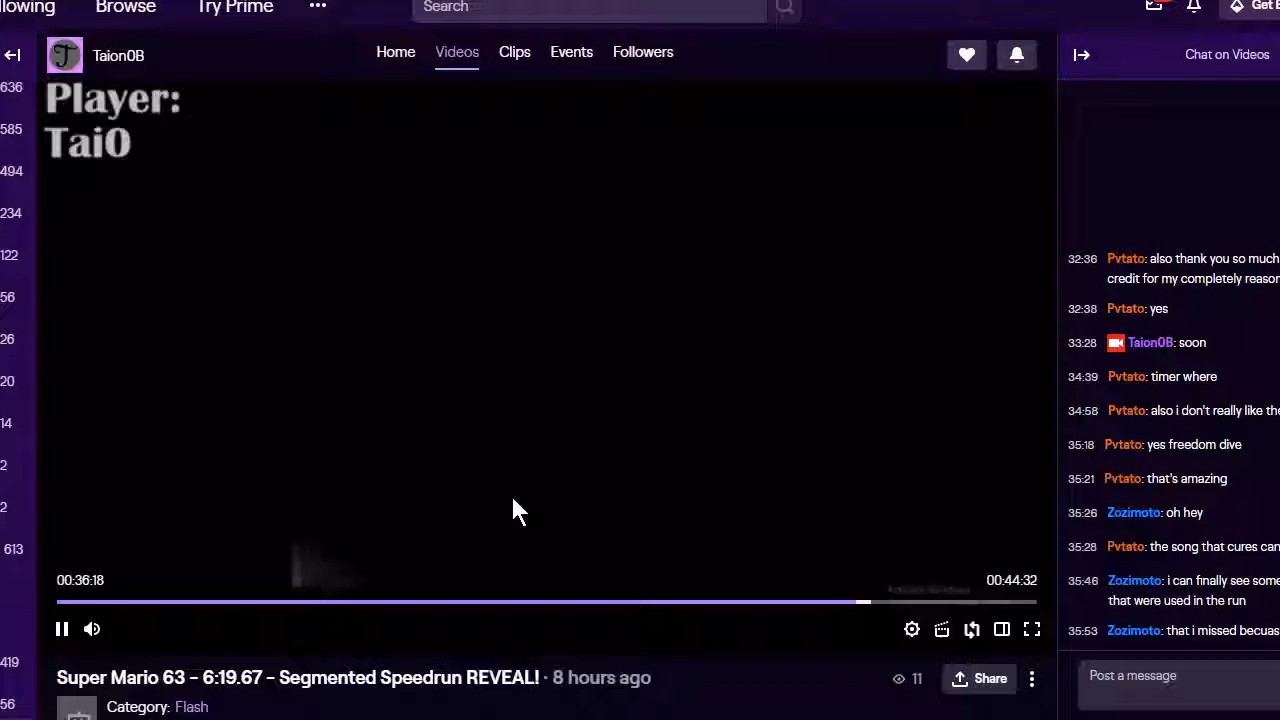 llowing Browse Try Prime ··· Search Get B
Taion0B Home Videos Clips Events Followers Chat on Videos
636
585
494
234
122
56
26
20
14
2
2
613
419
56
Player:
Tai0
00:36:18 00:44:32
Super Mario 63 - 6:19.67 - Segmented Speedrun REVEAL! · 8 hours ago 11 Share
Category: Flash
32:36 Pvtato: also thank you so much
credit for my completely reason
32:38 Pvtato: yes
33:28 Taion0B: soon
34:39 Pvtato: timer where
34:58 Pvtato: also i don't really like the
35:18 Pvtato: yes freedom dive
35:21 Pvtato: that's amazing
35:26 Zozimoto: oh hey
35:28 Pvtato: the song that cures can
35:46 Zozimoto: i can finally see some
that were used in the run
35:53 Zozimoto: that i missed becuas
Post a message